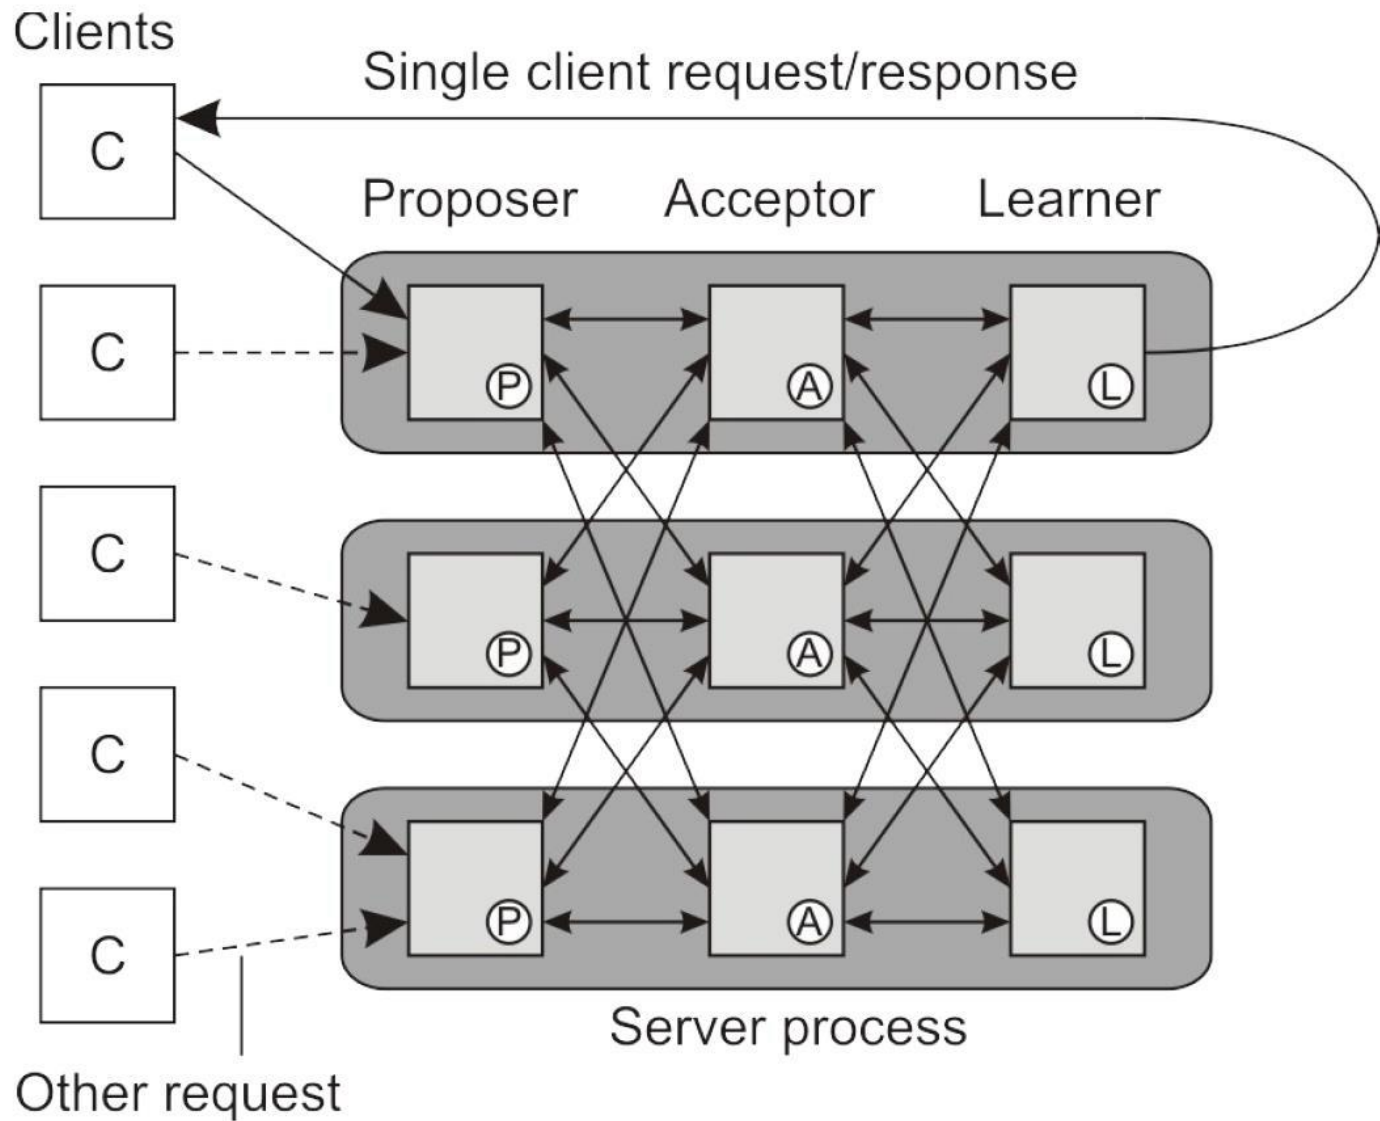 Clients
Single client request/response
C
Proposer Acceptor Learner
C
P A L
C
P A L
C
P A L
C
Server process
Other request